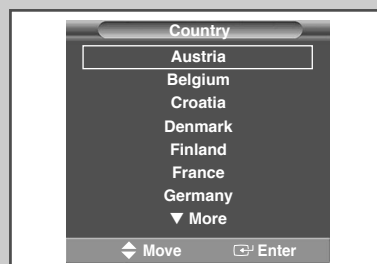 Country
Austria
Belgium
Croatia
Denmark
Finland
France
Germany
▼ More
Move Enter